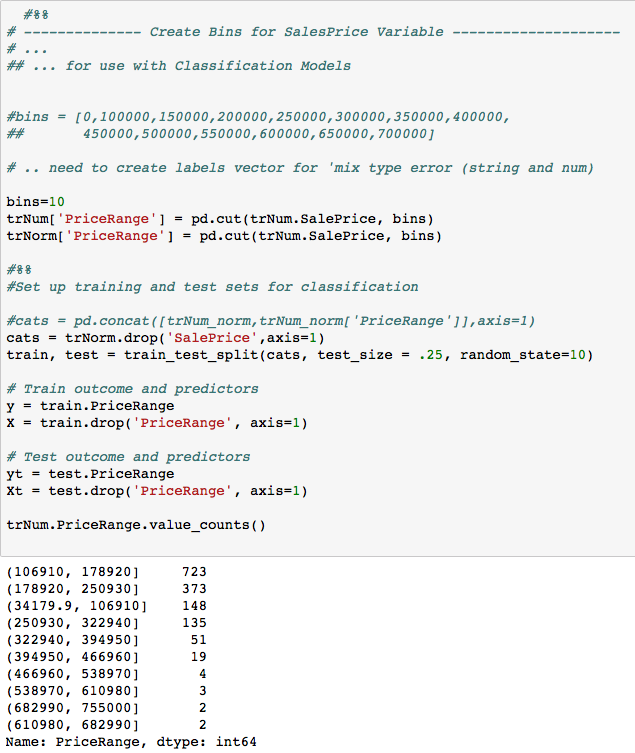 #%%
# -------------- Create Bins for SalesPrice Variable --------------------
# ...
## ... for use with Classification Models
#bins = [0,100000,150000,200000,250000,300000,350000,400000,
##       450000,500000,550000,600000,650000,700000]
# .. need to create labels vector for 'mix type error (string and num)
bins=10
trNum['PriceRange'] = pd.cut(trNum.SalePrice, bins)
trNorm['PriceRange'] = pd.cut(trNum.SalePrice, bins)
#%%
#Set up training and test sets for classification
#cats = pd.concat([trNum_norm,trNum_norm['PriceRange']],axis=1)
cats = trNorm.drop('SalePrice',axis=1)
train, test = train_test_split(cats, test_size = .25, random_state=10)
# Train outcome and predictors
y = train.PriceRange
X = train.drop('PriceRange', axis=1)
# Test outcome and predictors
yt = test.PriceRange
Xt = test.drop('PriceRange', axis=1)
trNum.PriceRange.value_counts()
(106910, 178920]     723
(178920, 250930]     373
(34179.9, 106910]    148
(250930, 322940]     135
(322940, 394950]      51
(394950, 466960]      19
(466960, 538970]       4
(538970, 610980]       3
(682990, 755000]       2
(610980, 682990]       2
Name: PriceRange, dtype: int64